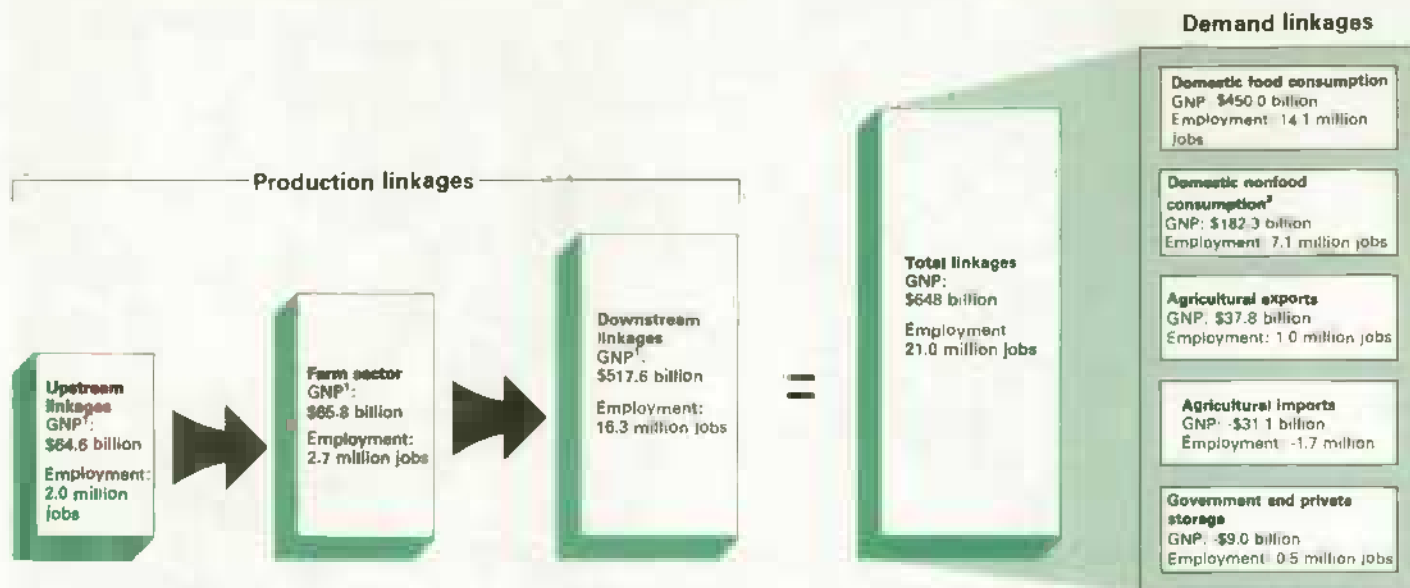 Demand linkages
Domestic food consumption
GNP: $450.0 billion
Employment: 14.1 million
jobs
Domestic nonfood
consumption²
GNP: $182.3 billion
Employment: 7.1 million jobs
Agricultural exports
GNP: $37.8 billion
Employment: 1.0 million jobs
Agricultural imports
GNP: -$31.1 billion
Employment: -1.7 million
Government and private
storage
GNP: -$9.0 billion
Employment: 0.5 million jobs
Production linkages
Upstream
linkages
GNP¹:
$64.6 billion
Employment:
2.0 million
jobs
Farm sector
GNP¹:
$65.8 billion
Employment:
2.7 million jobs
Downstream
linkages
GNP¹:
$517.6 billion
Employment:
16.3 million jobs
=
Total linkages
GNP:
$648 billion
Employment
21.0 million jobs